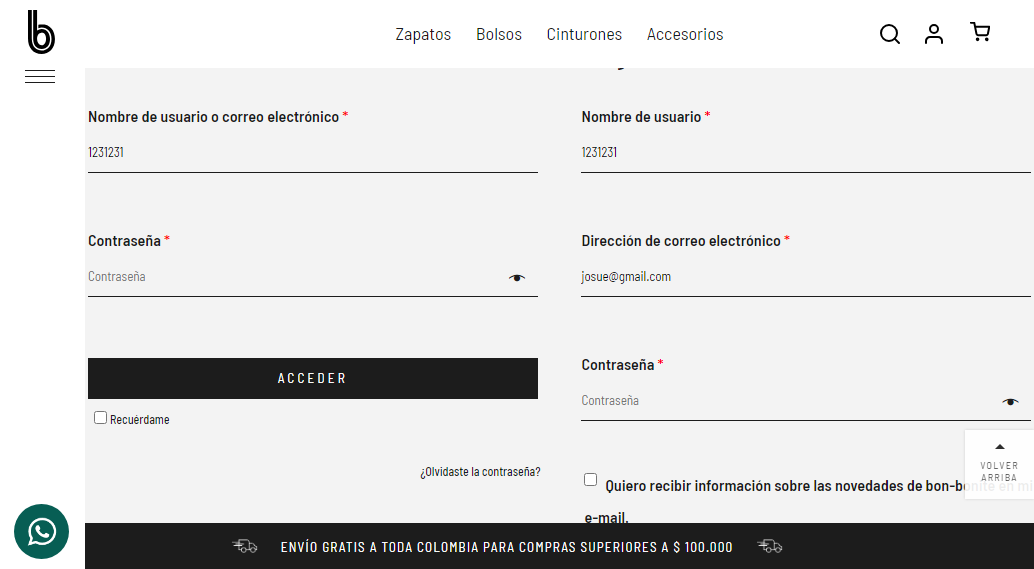 b
Zapatos Bolsos Cinturones Accesorios
Nombre de usuario o correo electrónico *
1231231
Contraseña *
Contraseña
ACCEDER
Recuérdame
¿Olvidaste la contraseña?
Nombre de usuario *
1231231
Dirección de correo electrónico *
josue@gmail.com
Contraseña *
Contraseña
Quiero recibir información sobre las novedades de bon-bonite en mi
e-mail.
VOLVER
ARRIBA
ENVÍO GRATIS A TODA COLOMBIA PARA COMPRAS SUPERIORES A $ 100.000